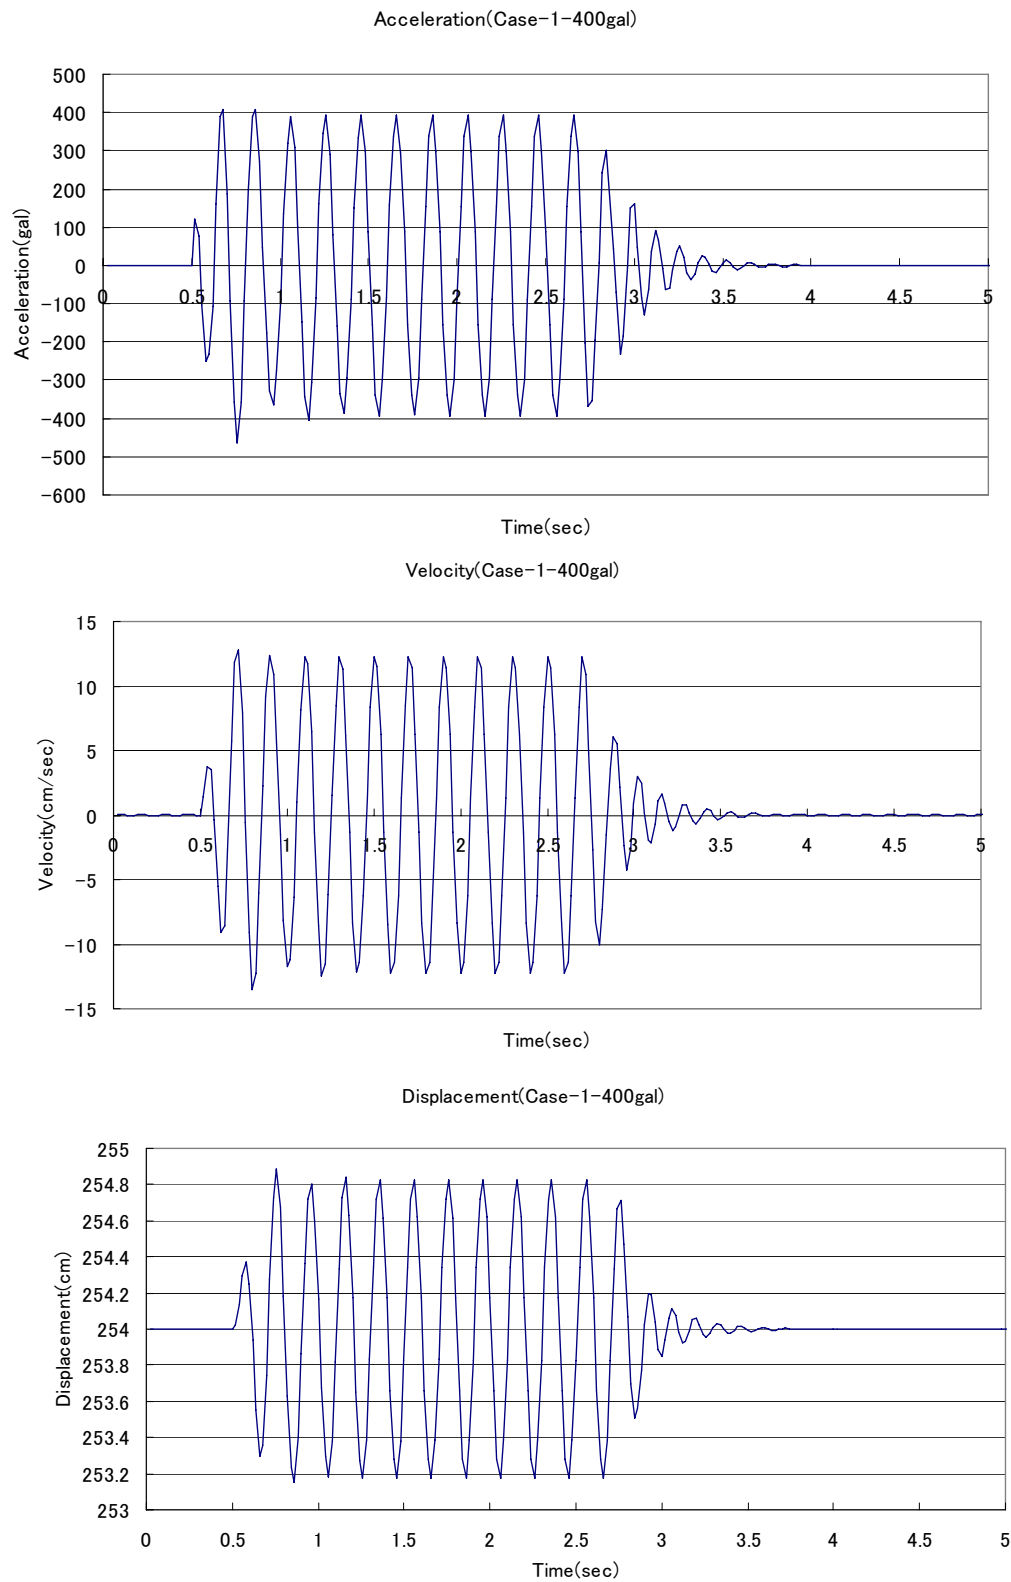 Acceleration(Case-1-400gal)
500
400
300
200
100
0
-100
-200
-300
-400
-500
-600
Acceleration(gal)
0 0.5 1 1.5 2 2.5 3 3.5 4 4.5 5
Time(sec)
Velocity(Case-1-400gal)
15
10
5
0
-5
-10
-15
Velocity(cm/sec)
0 0.5 1 1.5 2 2.5 3 3.5 4 4.5 5
Time(sec)
Displacement(Case-1-400gal)
255
254.8
254.6
254.4
254.2
254
253.8
253.6
253.4
253.2
253
Displacement(cm)
0 0.5 1 1.5 2 2.5 3 3.5 4 4.5 5
Time(sec)